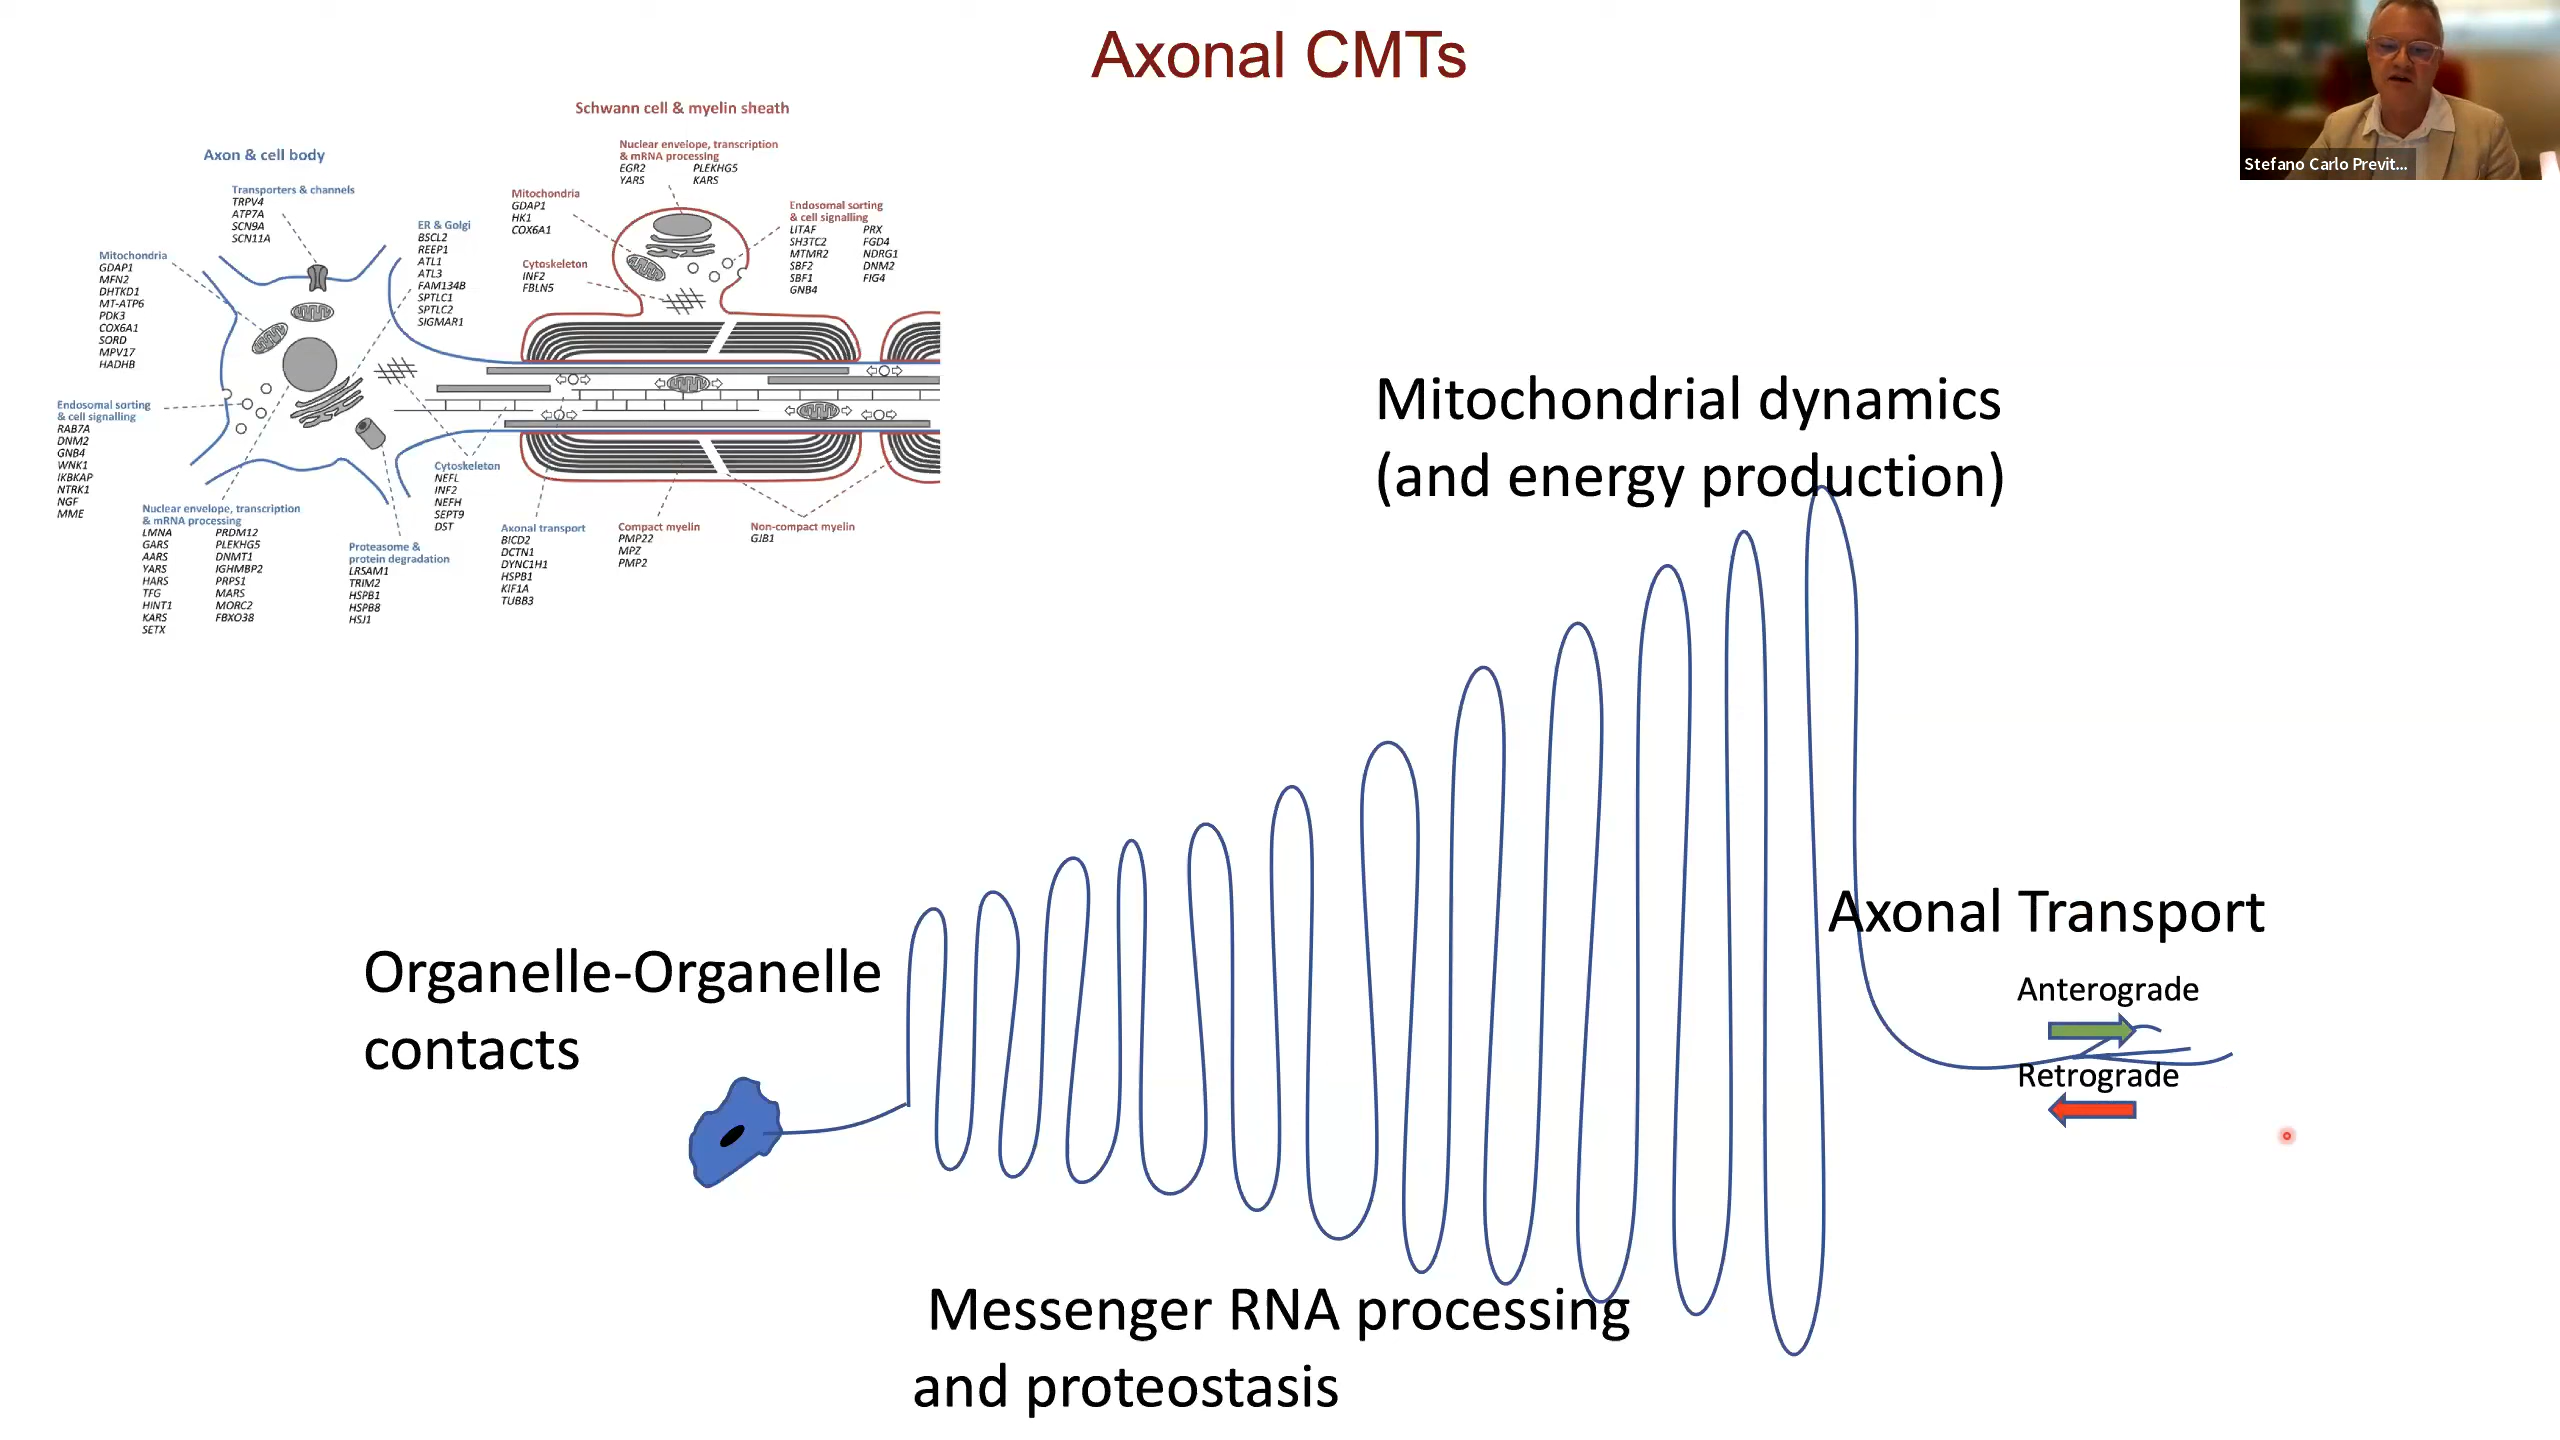 Axonal CMTs
Stefano Carlo Previt...
Schwann cell & myelin sheath
Axon & cell body
Nuclear envelope, transcription
& mRNA processing
EGR2 PLEKHG5
YARS KARS
Transporters & channels
TRPV4
ATP7A
SCN9A
SCN11A
Mitochondria
GDAP1
HK1
COX6A1
Endosomal sorting
& cell signalling
LITAF PRX
SH3TC2 FGD4
MTMR2 NDRG1
SBF2 DNM2
SBF1 FIG4
GNB4
ER & Golgi
BSCL2
REEP1
ATL1
ATL3
FAM134B
SPTLC1
SPTLC2
SIGMAR1
Cytoskeleton
INF2
FBLN5
Mitochondria
GDAP1
MFN2
DHTKD1
MT-ATP6
PDK3
COX6A1
SORD
MPV17
HADHB
Endosomal sorting
& cell signalling
RAB7A
DNM2
GNB4
WNK1
IKBKAP
NTRK1
NGF
MME
Nuclear envelope, transcription
& mRNA processing
LMNA PRDM12
GARS PLEKHG5
AARS DNMT1
YARS IGHMBP2
HARS PRPS1
TFG MARS
HINT1 MORC2
KARS FBXO38
SETX
Proteasome &
protein degradation
LRSAM1
TRIM2
HSPB1
HSPB8
HSJ1
Cytoskeleton
NEFL
INF2
NEFH
SEPT9
DST
Axonal transport
BICD2
DCTN1
DYNC1H1
HSPB1
KIF1A
TUBB3
Compact myelin
PMP22
MPZ
PMP2
Non-compact myelin
GJB1
Mitochondrial dynamics
(and energy production)
Organelle-Organelle
contacts
Axonal Transport
Anterograde
Retrograde
Messenger RNA processing
and proteostasis